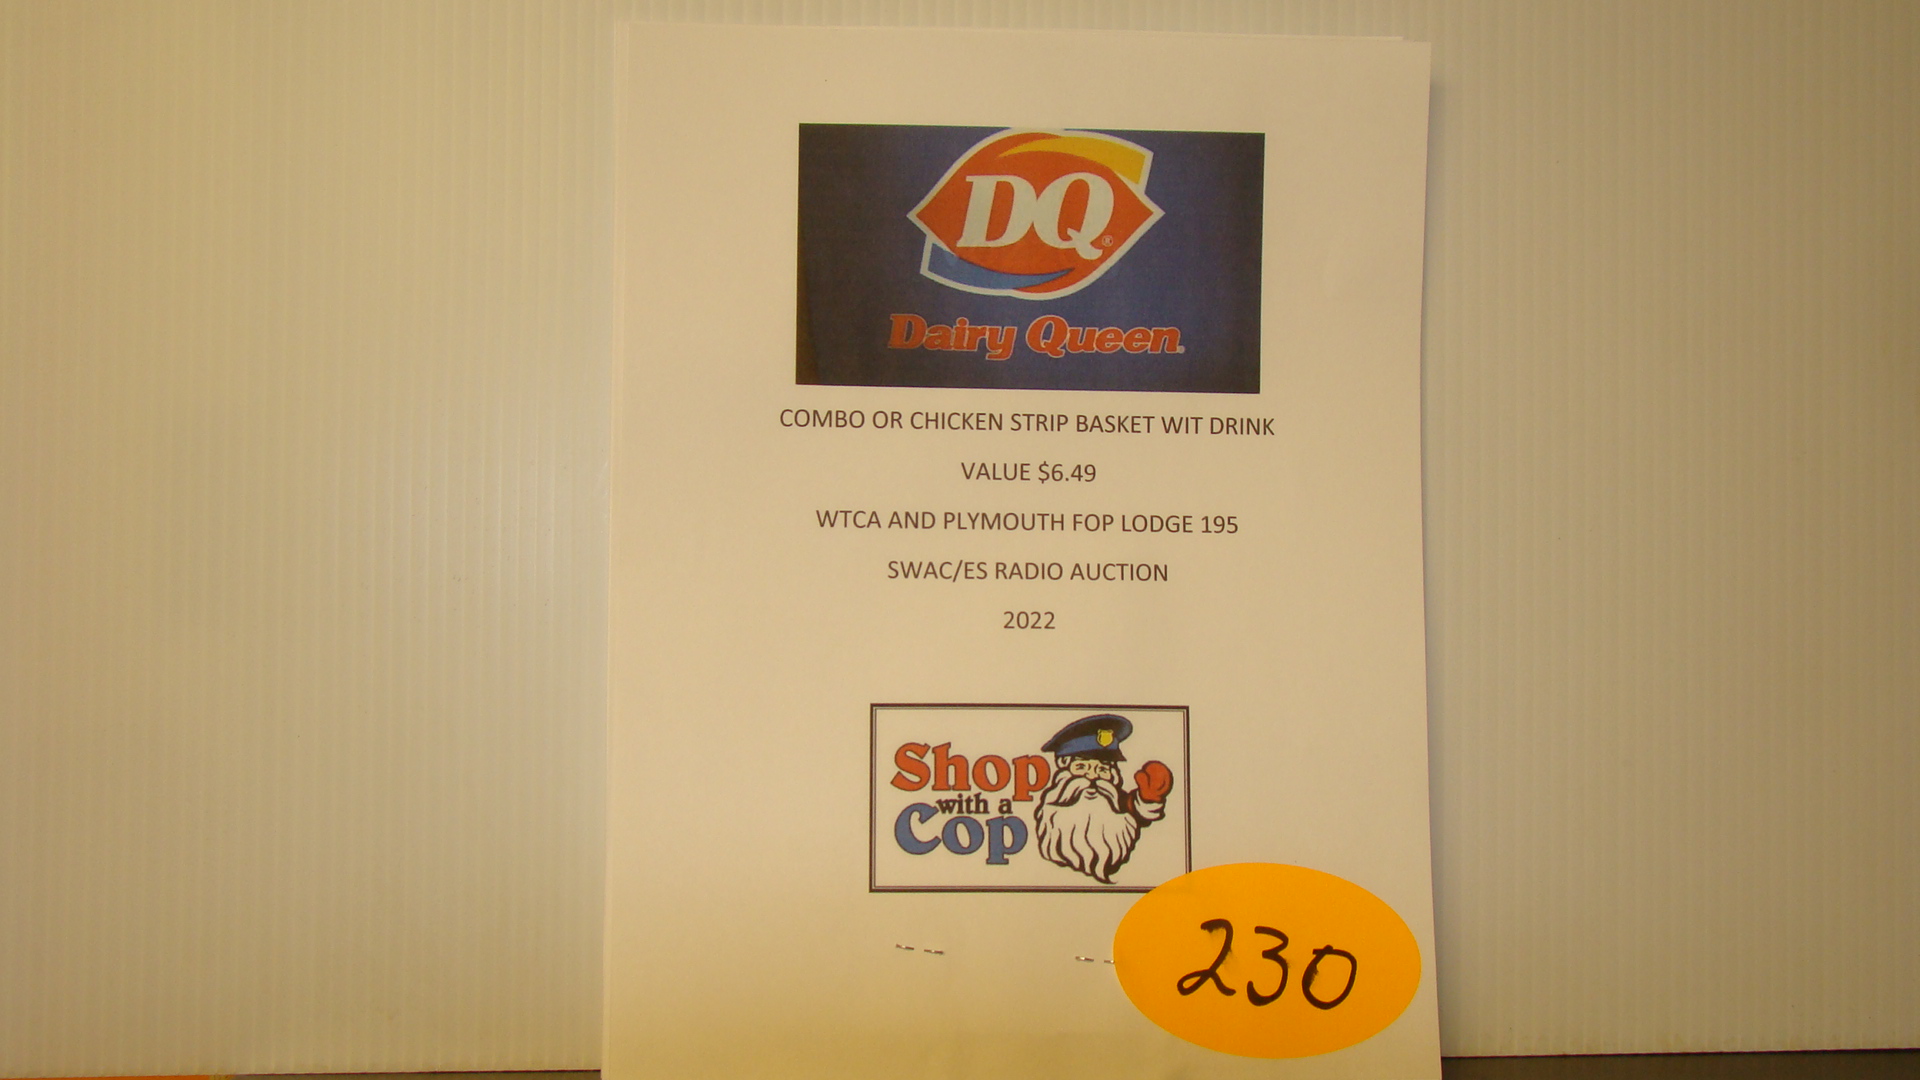 DQ®
Dairy Queen®
COMBO OR CHICKEN STRIP BASKET WIT DRINK
VALUE $6.49
WTCA AND PLYMOUTH FOP LODGE 195
SWAC/ES RADIO AUCTION
2022
Shop
with a
Cop
230